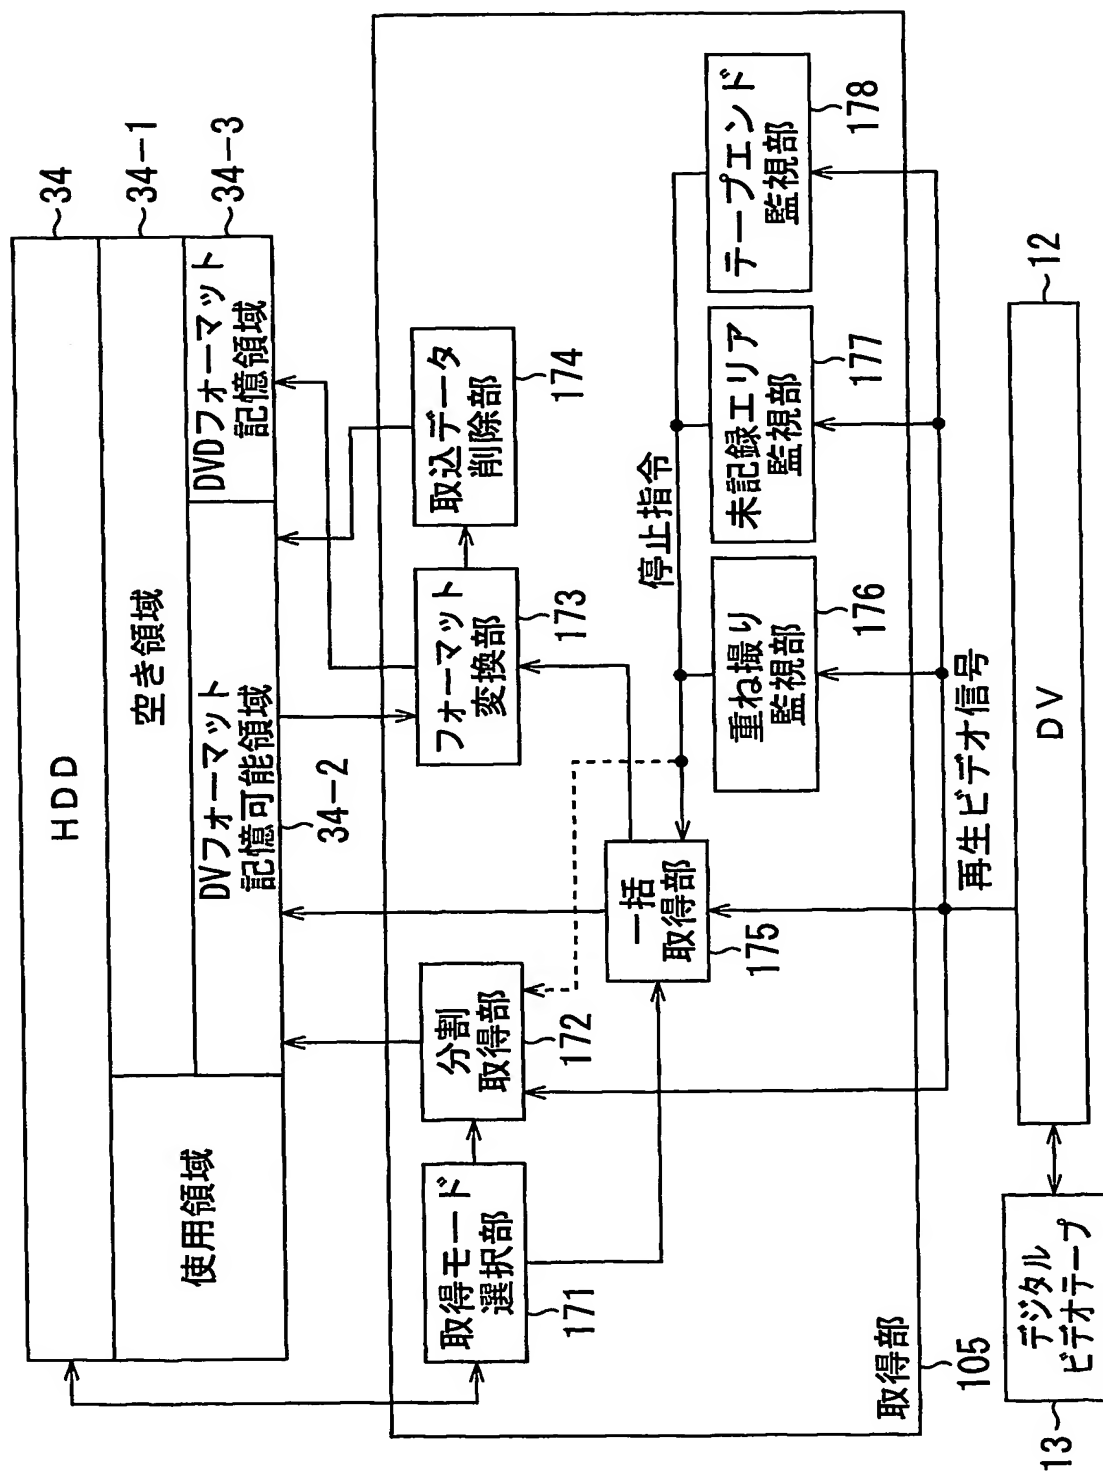 HDD
34
空き領域
34-1
使用領域
DVフォーマット
記憶可能領域
34-2
DVDフォーマット
記憶領域
34-3
取得モード
選択部
171
分割
取得部
172
フォーマット
変換部
173
取込データ
削除部
174
一括
取得部
175
停止指令
重ね撮り
監視部
176
未記録エリア
監視部
177
テープエンド
監視部
178
取得部
105
再生ビデオ信号
デジタル
ビデオテープ
13
DV
12